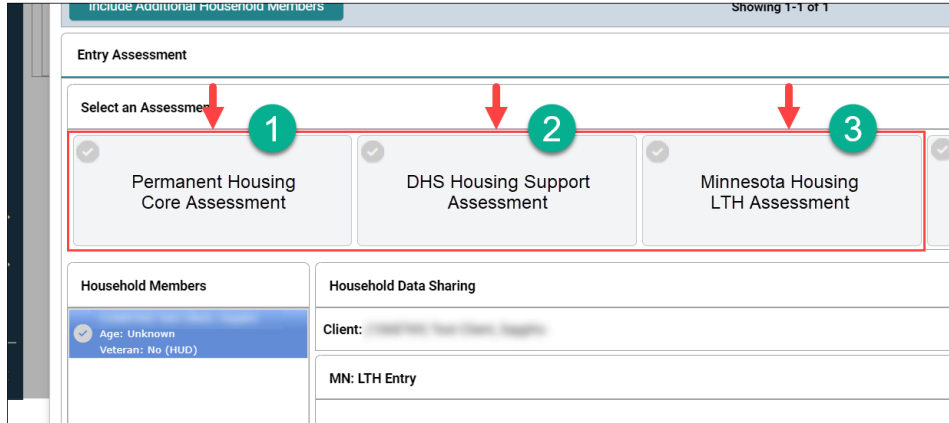 Include Additional Household Members
Showing 1-1 of 1
Entry Assessment
Select an Assessment
1
2
3
Permanent Housing
Core Assessment
DHS Housing Support
Assessment
Minnesota Housing
LTH Assessment
Household Members
Household Data Sharing
Age: Unknown
Veteran: No (HUD)
Client:
MN: LTH Entry